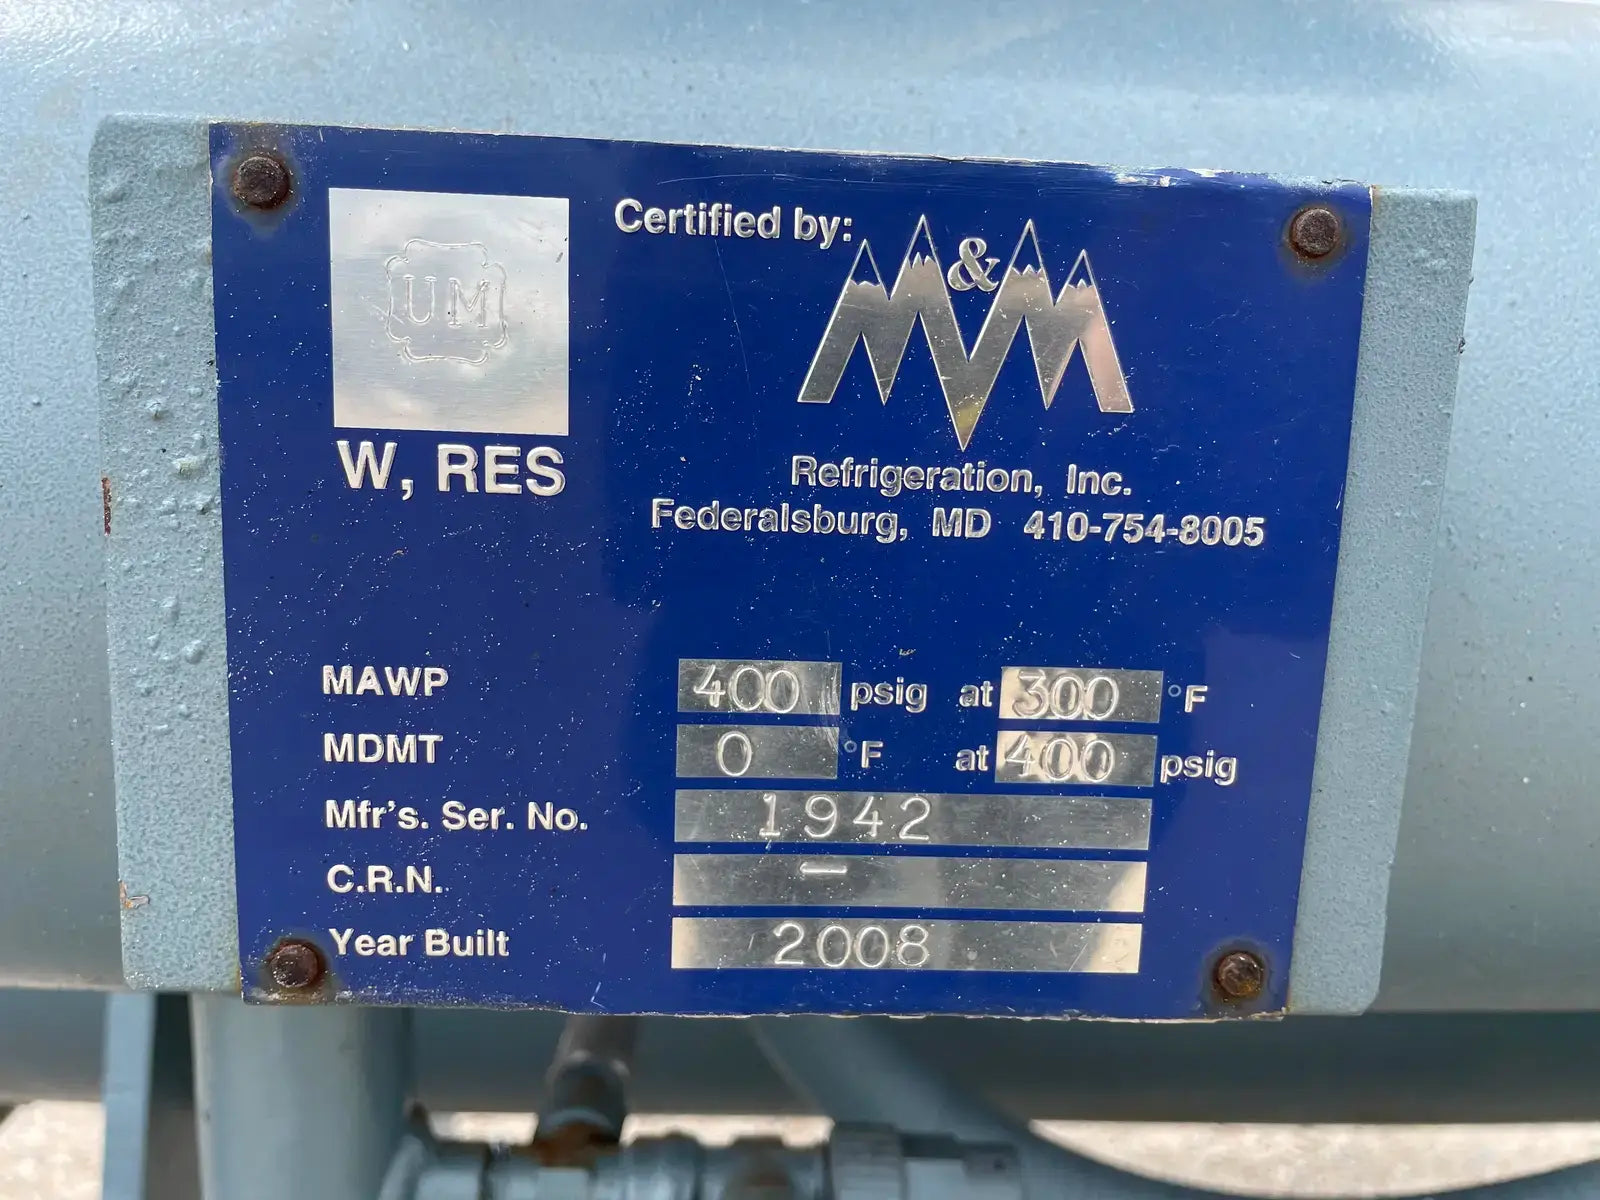 UM
W, RES
Certified by:
M&M
Refrigeration, Inc.
Federalsburg, MD 410-754-8005
MAWP 400 psig at 300 °F
MDMT 0 °F at 400 psig
Mfr's. Ser. No. 1942
C.R.N. –
Year Built 2008